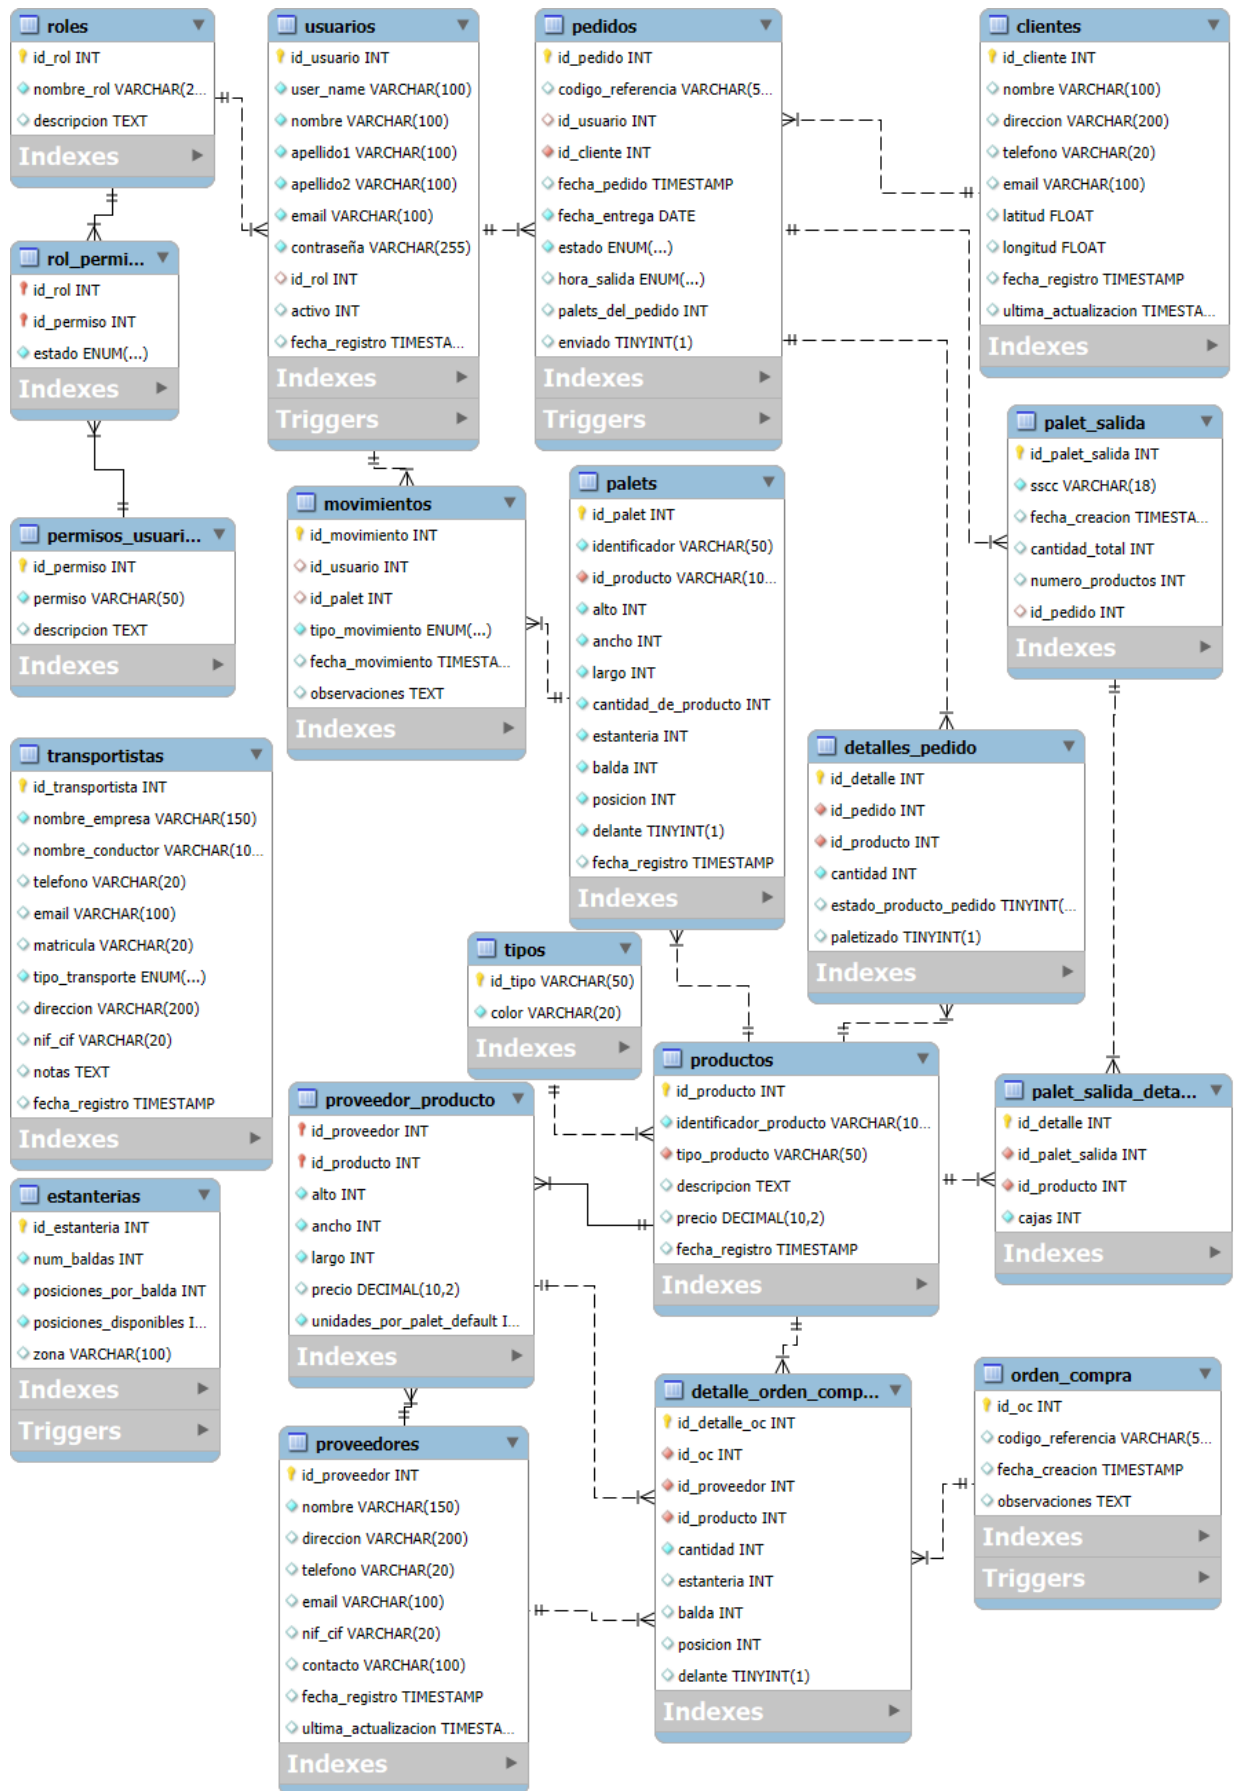 roles
id_rol INT
nombre_rol VARCHAR(2...
descripcion TEXT
Indexes
usuarios
id_usuario INT
user_name VARCHAR(100)
nombre VARCHAR(100)
apellido1 VARCHAR(100)
apellido2 VARCHAR(100)
email VARCHAR(100)
contraseña VARCHAR(255)
id_rol INT
activo INT
fecha_registro TIMESTA...
Indexes
Triggers
pedidos
id_pedido INT
codigo_referencia VARCHAR(5...
id_usuario INT
id_cliente INT
fecha_pedido TIMESTAMP
fecha_entrega DATE
estado ENUM(...)
hora_salida ENUM(...)
palets_del_pedido INT
enviado TINYINT(1)
Indexes
Triggers
clientes
id_cliente INT
nombre VARCHAR(100)
direccion VARCHAR(200)
telefono VARCHAR(20)
email VARCHAR(100)
latitud FLOAT
longitud FLOAT
fecha_registro TIMESTAMP
ultima_actualizacion TIMESTA...
Indexes
rol_permi...
id_rol INT
id_permiso INT
estado ENUM(...)
Indexes
palet_salida
id_palet_salida INT
sscc VARCHAR(18)
fecha_creacion TIMESTA...
cantidad_total INT
numero_productos INT
id_pedido INT
Indexes
permisos_usuari...
id_permiso INT
permiso VARCHAR(50)
descripcion TEXT
Indexes
movimientos
id_movimiento INT
id_usuario INT
id_palet INT
tipo_movimiento ENUM(...)
fecha_movimiento TIMESTA...
observaciones TEXT
Indexes
palets
id_palet INT
identificador VARCHAR(50)
id_producto VARCHAR(10...
alto INT
ancho INT
largo INT
cantidad_de_producto INT
estanteria INT
balda INT
posicion INT
delante TINYINT(1)
fecha_registro TIMESTAMP
Indexes
transportistas
id_transportista INT
nombre_empresa VARCHAR(150)
nombre_conductor VARCHAR(10...
telefono VARCHAR(20)
email VARCHAR(100)
matricula VARCHAR(20)
tipo_transporte ENUM(...)
direccion VARCHAR(200)
nif_cif VARCHAR(20)
notas TEXT
fecha_registro TIMESTAMP
Indexes
detalles_pedido
id_detalle INT
id_pedido INT
id_producto INT
cantidad INT
estado_producto_pedido TINYINT(...
paletizado TINYINT(1)
Indexes
tipos
id_tipo VARCHAR(50)
color VARCHAR(20)
Indexes
productos
id_producto INT
identificador_producto VARCHAR(10...
tipo_producto VARCHAR(50)
descripcion TEXT
precio DECIMAL(10,2)
fecha_registro TIMESTAMP
Indexes
palet_salida_deta...
id_detalle INT
id_palet_salida INT
id_producto INT
cajas INT
Indexes
proveedor_producto
id_proveedor INT
id_producto INT
alto INT
ancho INT
largo INT
precio DECIMAL(10,2)
unidades_por_palet_default I...
Indexes
estanterias
id_estanteria INT
num_baldas INT
posiciones_por_balda INT
posiciones_disponibles I...
zona VARCHAR(100)
Indexes
Triggers
detalle_orden_comp...
id_detalle_oc INT
id_oc INT
id_proveedor INT
id_producto INT
cantidad INT
estanteria INT
balda INT
posicion INT
delante TINYINT(1)
Indexes
orden_compra
id_oc INT
codigo_referencia VARCHAR(5...
fecha_creacion TIMESTAMP
observaciones TEXT
Indexes
Triggers
proveedores
id_proveedor INT
nombre VARCHAR(150)
direccion VARCHAR(200)
telefono VARCHAR(20)
email VARCHAR(100)
nif_cif VARCHAR(20)
contacto VARCHAR(100)
fecha_registro TIMESTAMP
ultima_actualizacion TIMESTA...
Indexes